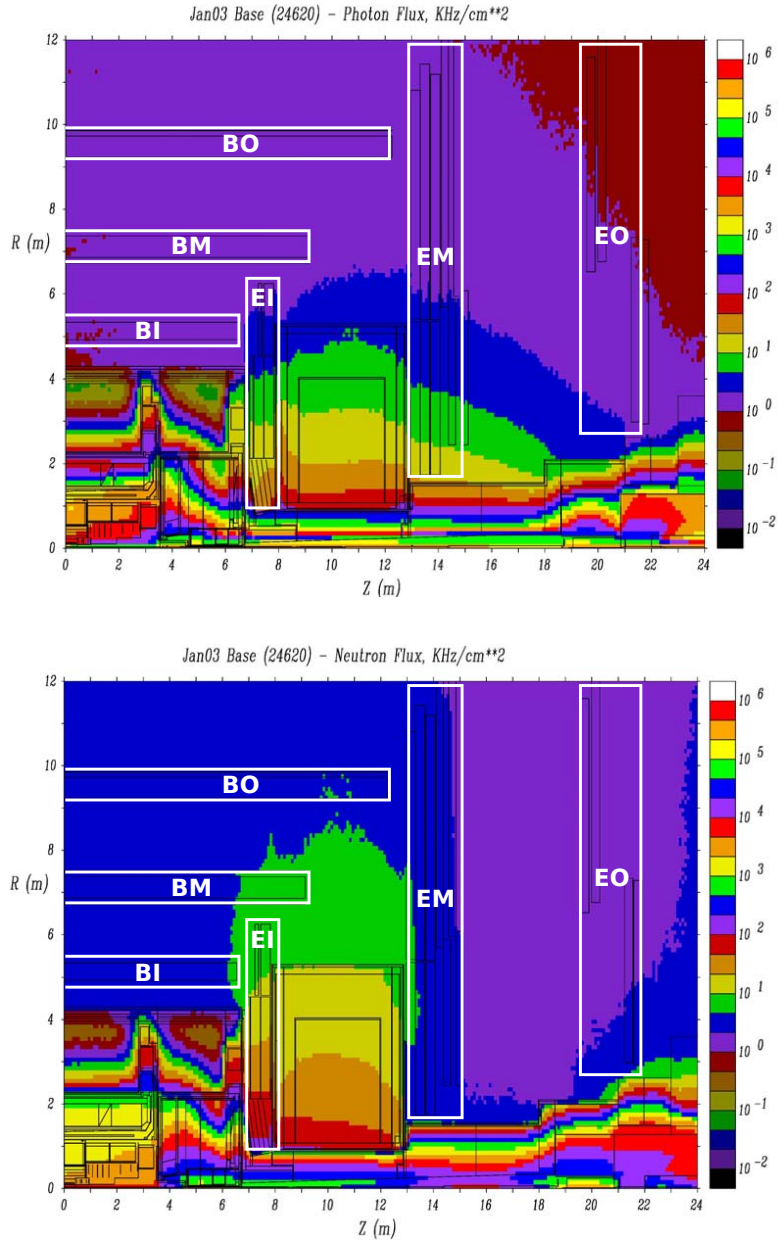 Jan03 Base (24620) - Photon Flux, KHz/cm**2
12
10
8
R (m)
6
4
2
0
BO
BM
BI
EI
EM
EO
0 2 4 6 8 10 12 14 16 18 20 22 24
Z (m)
10 6
10 5
10 4
10 3
10 2
10 1
10 0
10 -1
10 -2
Jan03 Base (24620) - Neutron Flux, KHz/cm**2
12
10
8
R (m)
6
4
2
0
BO
BM
BI
EI
EM
EO
0 2 4 6 8 10 12 14 16 18 20 22 24
Z (m)
10 6
10 5
10 4
10 3
10 2
10 1
10 0
10 -1
10 -2